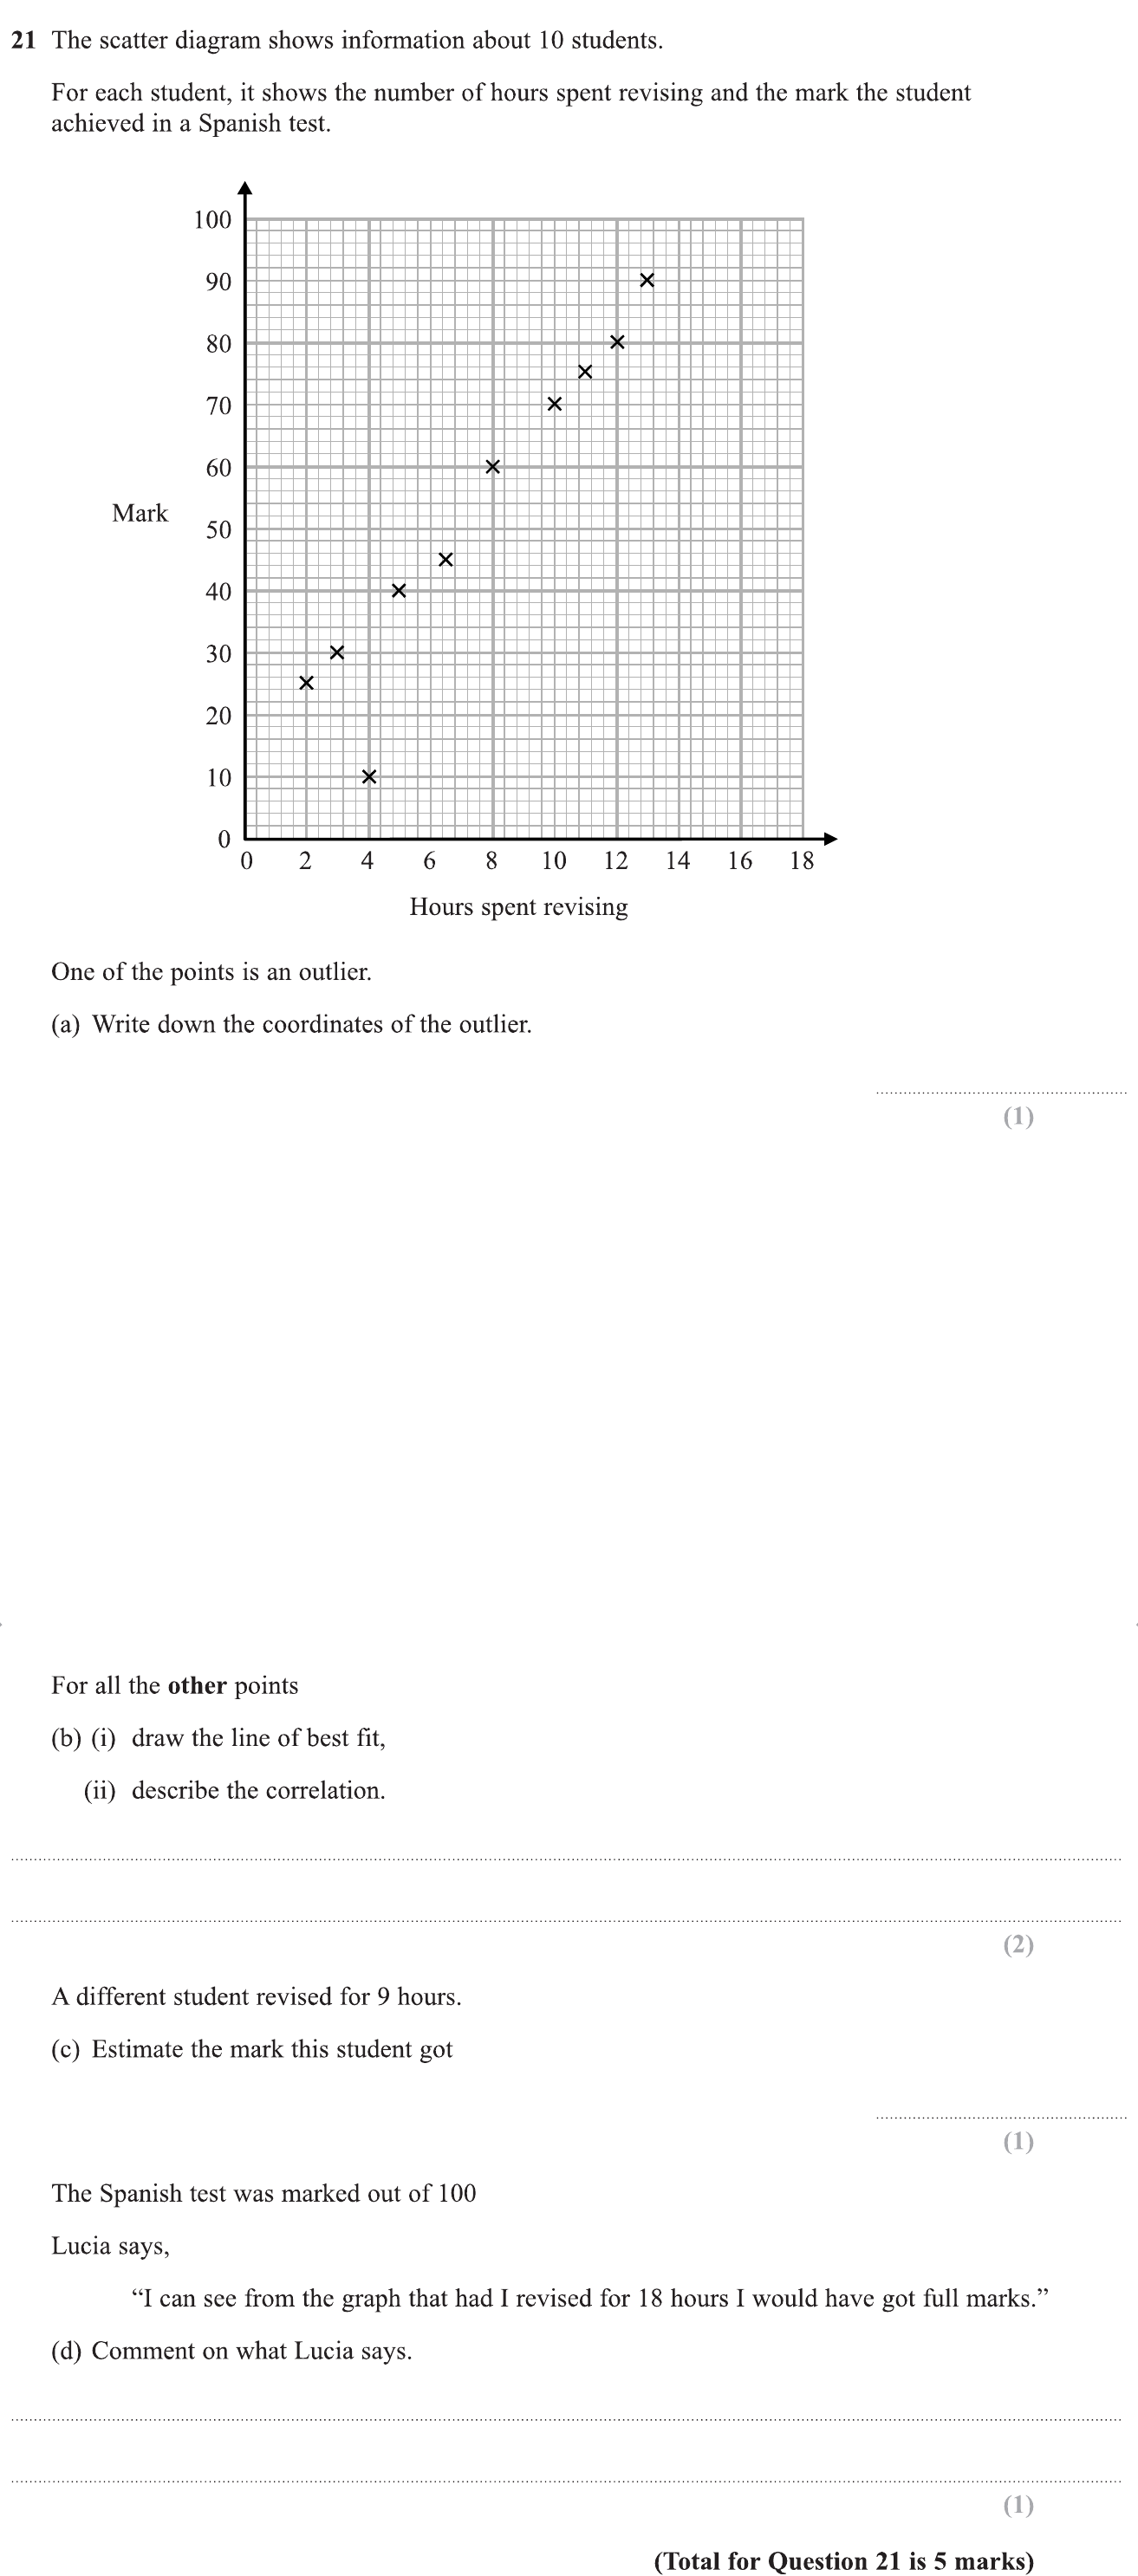 21 The scatter diagram shows information about 10 students.
For each student, it shows the number of hours spent revising and the mark the student
achieved in a Spanish test.
100
90
80
70
60
Mark
50
40
30
20
10
0
0 2 4 6 8 10 12 14 16 18
Hours spent revising
One of the points is an outlier.
(a) Write down the coordinates of the outlier.
(1)
For all the other points
(b) (i) draw the line of best fit,
(ii) describe the correlation.
(2)
A different student revised for 9 hours.
(c) Estimate the mark this student got
(1)
The Spanish test was marked out of 100
Lucia says,
“I can see from the graph that had I revised for 18 hours I would have got full marks.”
(d) Comment on what Lucia says.
(1)
(Total for Question 21 is 5 marks)